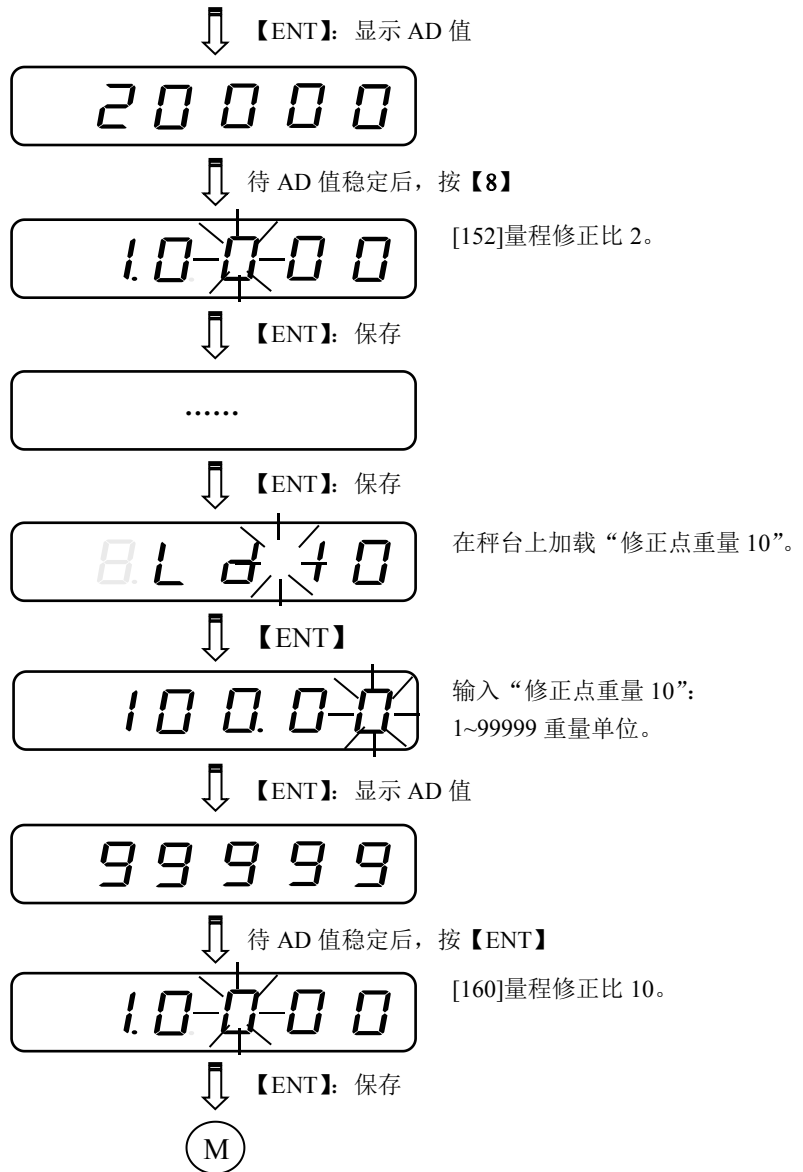 【ENT】：显示 AD 值
20000
待 AD 值稳定后，按【8】
1.0000
[152]量程修正比 2。
【ENT】：保存
......
【ENT】：保存
Ld 10
在秤台上加载“修正点重量 10”。
【ENT】
100.00
输入“修正点重量 10”：
1~99999 重量单位。
【ENT】：显示 AD 值
99999
待 AD 值稳定后，按【ENT】
1.0000
[160]量程修正比 10。
【ENT】：保存
M